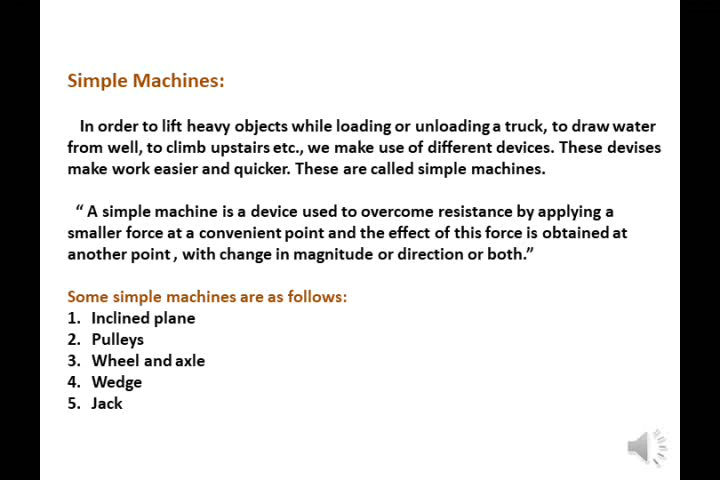 Simple Machines:
In order to lift heavy objects while loading or unloading a truck, to draw water
from well, to climb upstairs etc., we make use of different devices. These devises
make work easier and quicker. These are called simple machines.
“ A simple machine is a device used to overcome resistance by applying a
smaller force at a convenient point and the effect of this force is obtained at
another point , with change in magnitude or direction or both.”
Some simple machines are as follows:
1. Inclined plane
2. Pulleys
3. Wheel and axle
4. Wedge
5. Jack